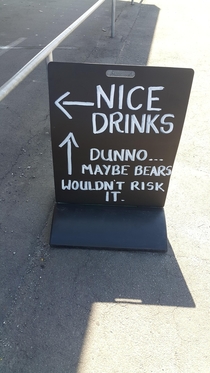 ← NICE
DRINKS
↑ DUNNO...
MAYBE BEARS
WOULDN'T RISK
IT.